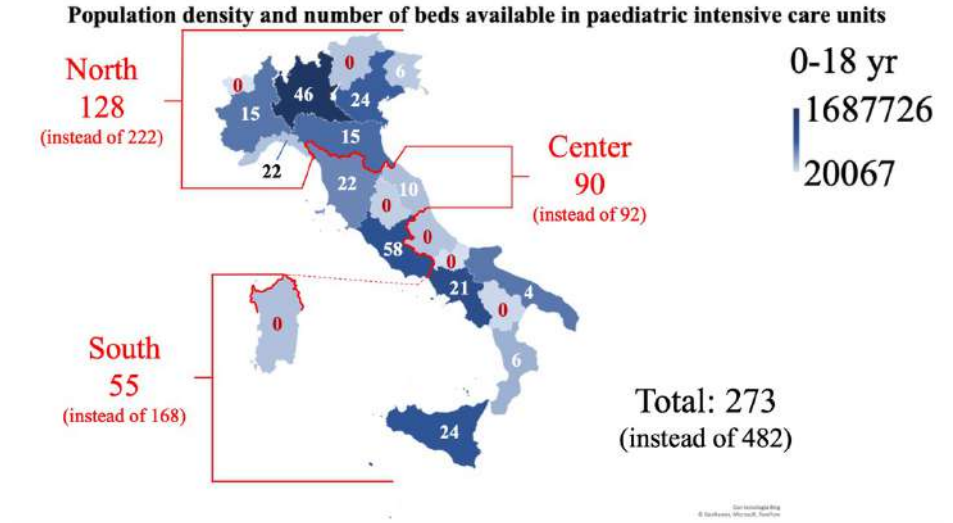 Population density and number of beds available in paediatric intensive care units
North
128
(instead of 222)
0
0
6
46
24
15
15
22
22
10
0
Center
90
(instead of 92)
0-18 yr
1687726
20067
58
0
0
21
4
0
6
0
24
South
55
(instead of 168)
Total: 273
(instead of 482)
© GeoNames, Microsoft, TomTom